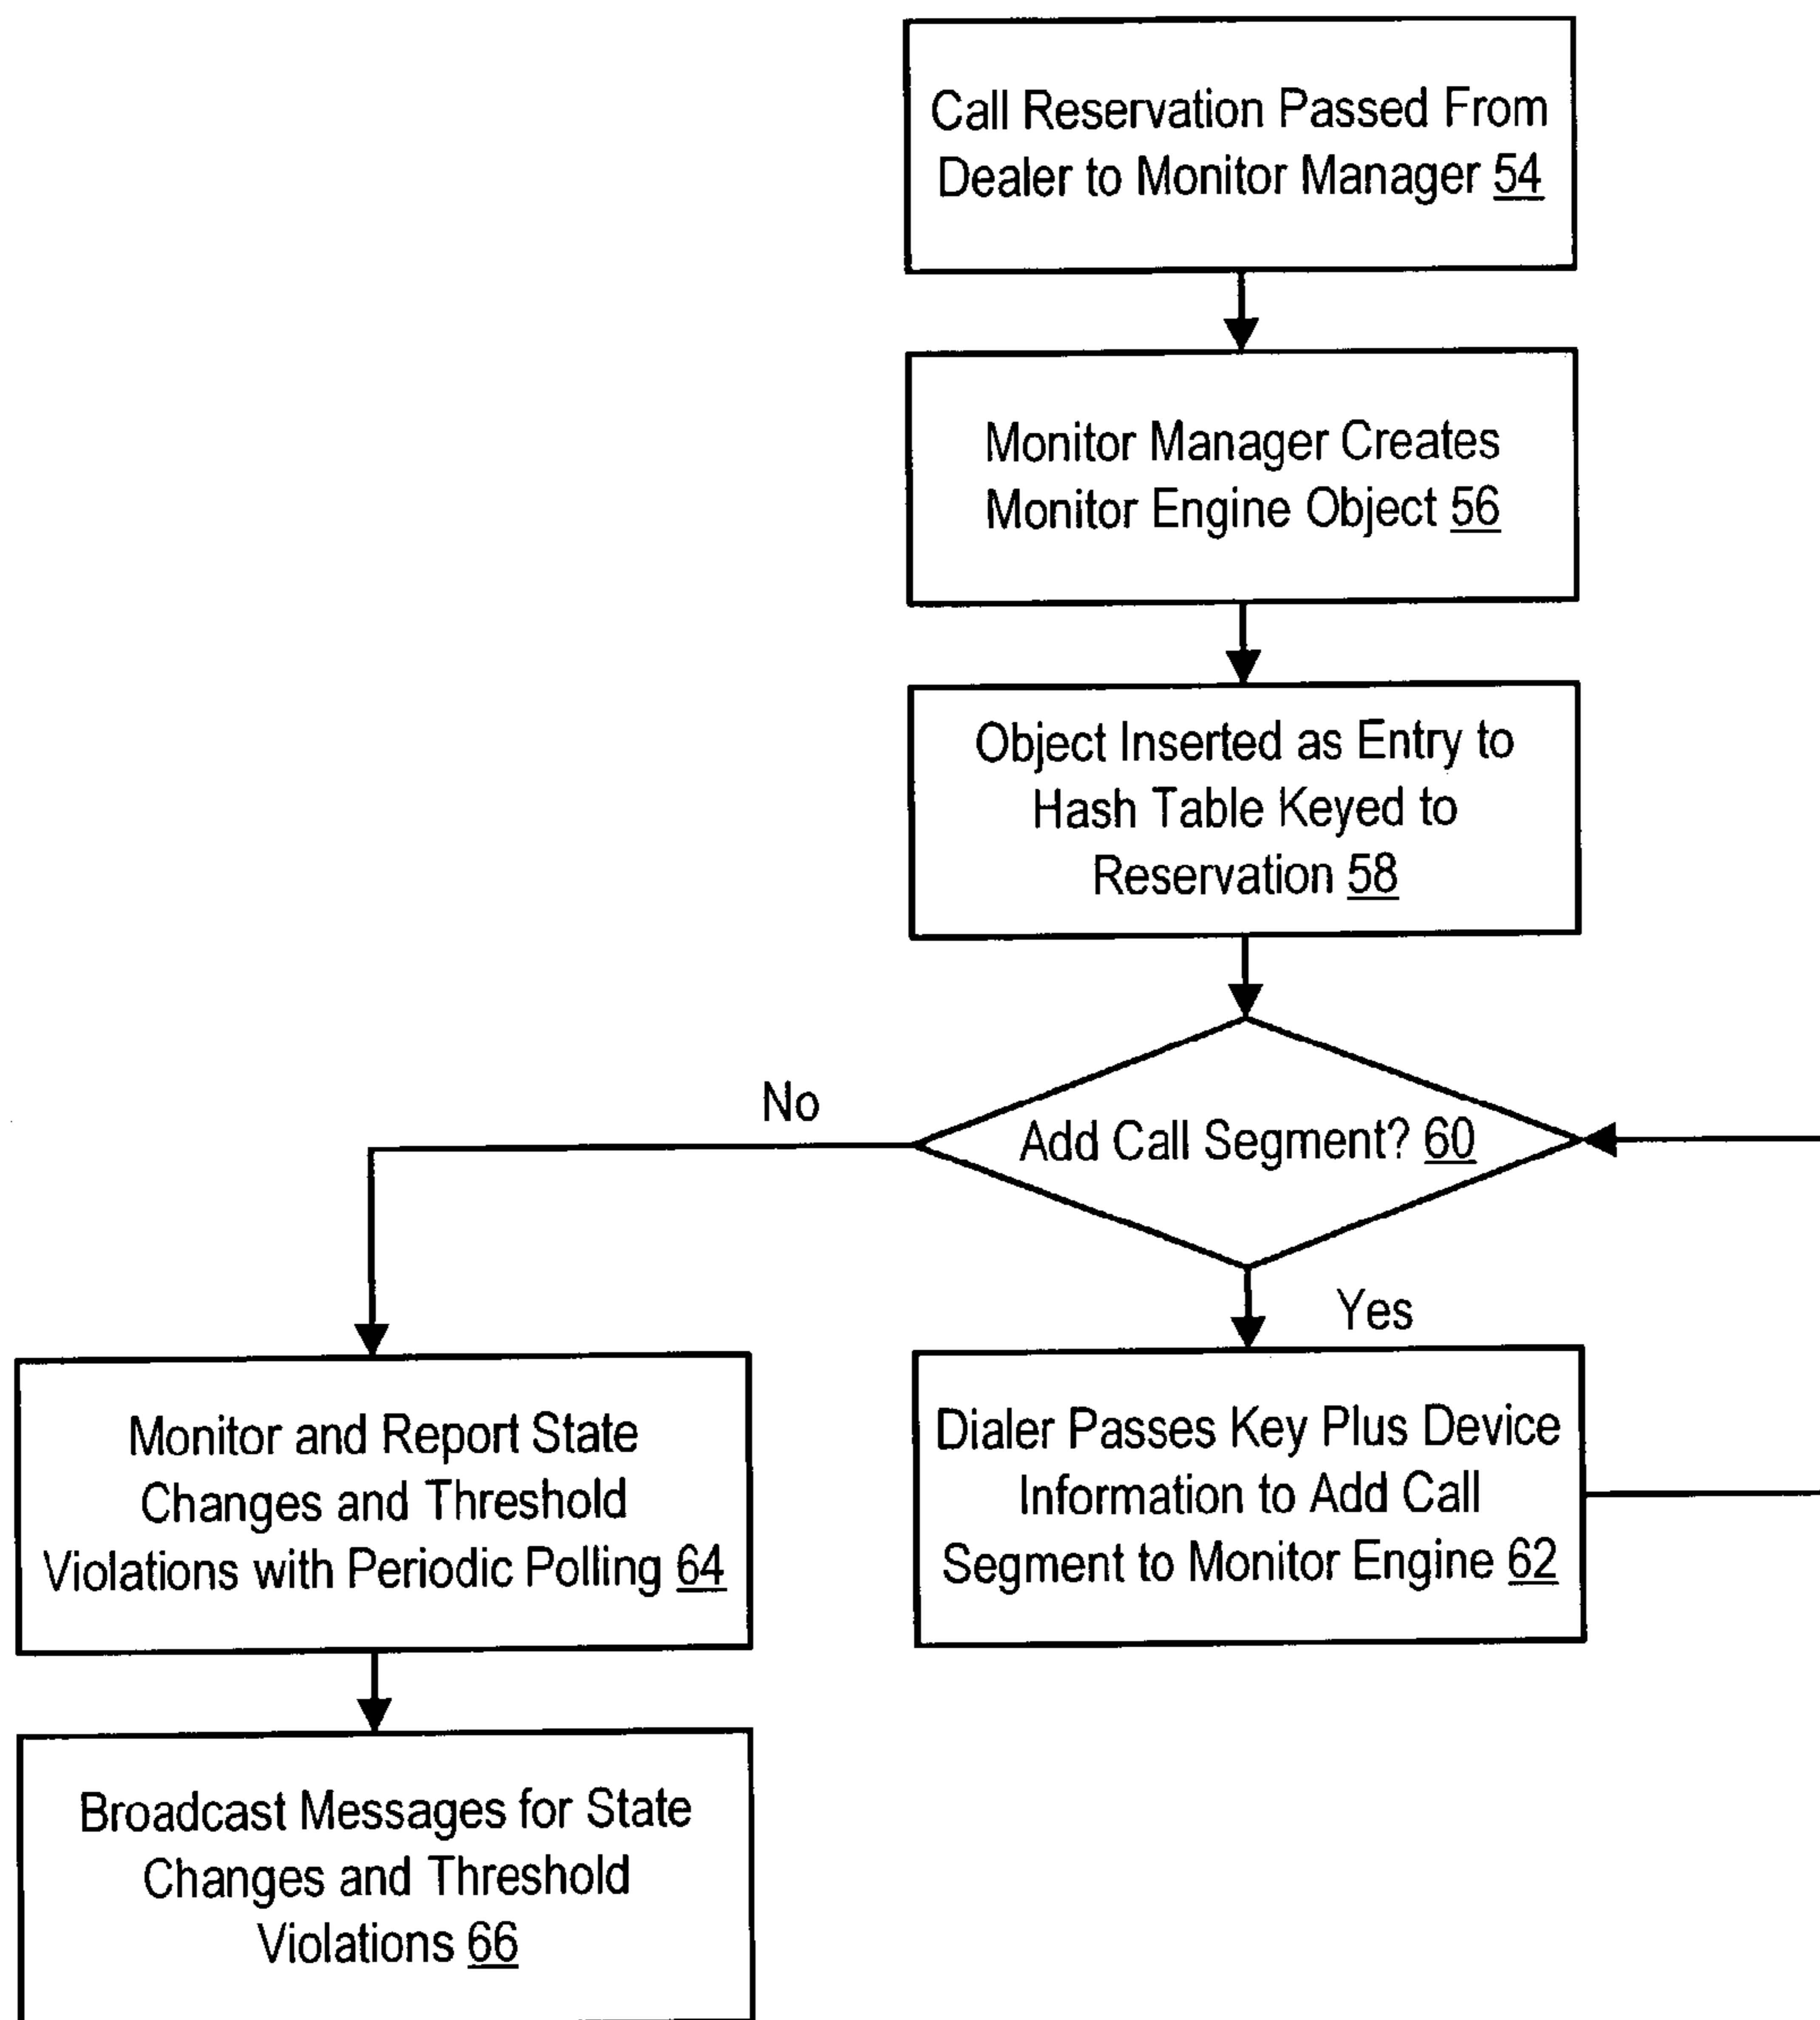 Call Reservation Passed From
Dealer to Monitor Manager 54
Monitor Manager Creates
Monitor Engine Object 56
Object Inserted as Entry to
Hash Table Keyed to
Reservation 58
Add Call Segment? 60
No
Yes
Monitor and Report State
Changes and Threshold
Violations with Periodic Polling 64
Dialer Passes Key Plus Device
Information to Add Call
Segment to Monitor Engine 62
Broadcast Messages for State
Changes and Threshold
Violations 66